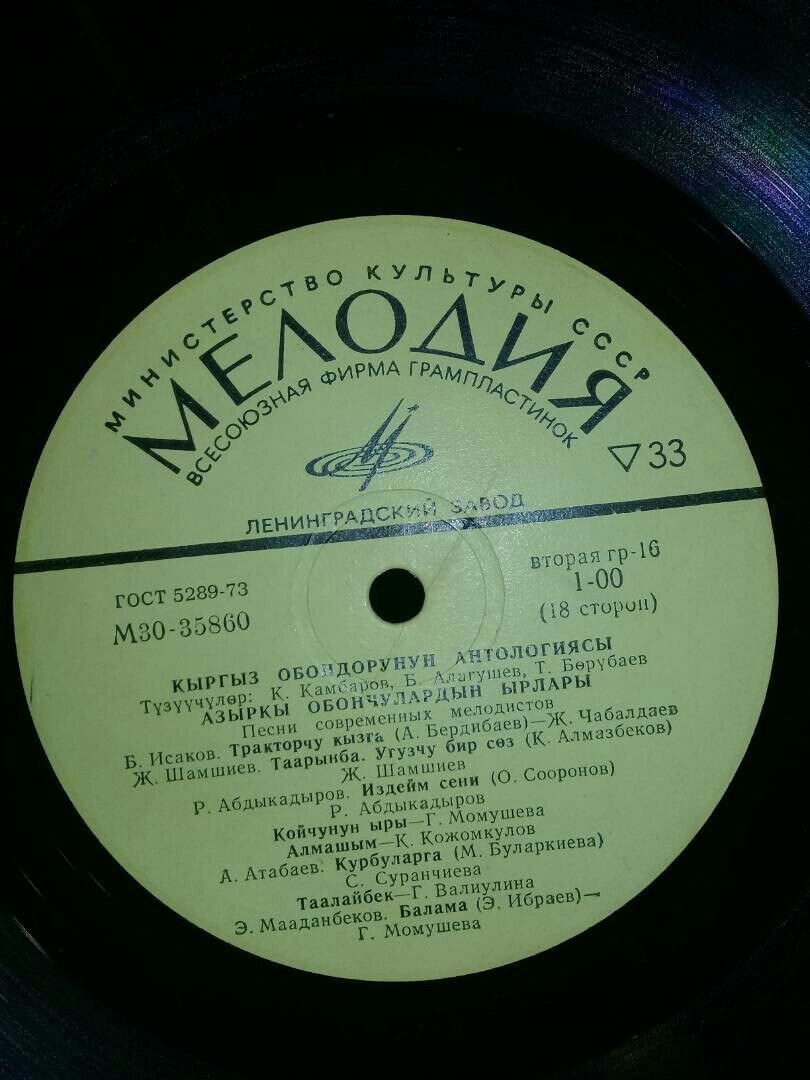 МИНИСТЕРСТВО КУЛЬТУРЫ СССР
МЕЛОДИЯ
ВСЕСОЮЗНАЯ ФИРМА ГРАМПЛАСТИНОК
▽33
ЛЕНИНГРАДСКИЙ ЗАВОД
ГОСТ 5289-73
М30-35860
вторая гр-16
1-00
(18 сторон)
КЫРГЫЗ ОБОНДОРУНУН АНТОЛОГИЯСЫ
Түзүүчүлөр: К. Камбаров, Б. Алагушев, Т. Бөрүбаев
АЗЫРКЫ ОБОНЧУЛАРДЫН ЫРЛАРЫ
Песни современных мелодистов
Б. Исаков. Тракторчу кызга (А. Бердибаев)—Ж. Чабалдаев
Ж. Шамшиев. Таарынба. Угузчу бир сөз (К. Алмазбеков)
Ж. Шамшиев
Р. Абдыкадыров. Издейм сени (О. Сооронов)
Р. Абдыкадыров
Койчунун ыры—Г. Момушева
Алмашым—К. Кожомкулов
А. Атабаев. Курбуларга (М. Буларкиева)
С. Суранчиева
Таалайбек—Г. Валиулина
Э. Мааданбеков. Балама (Э. Ибраев)—
Г. Момушева